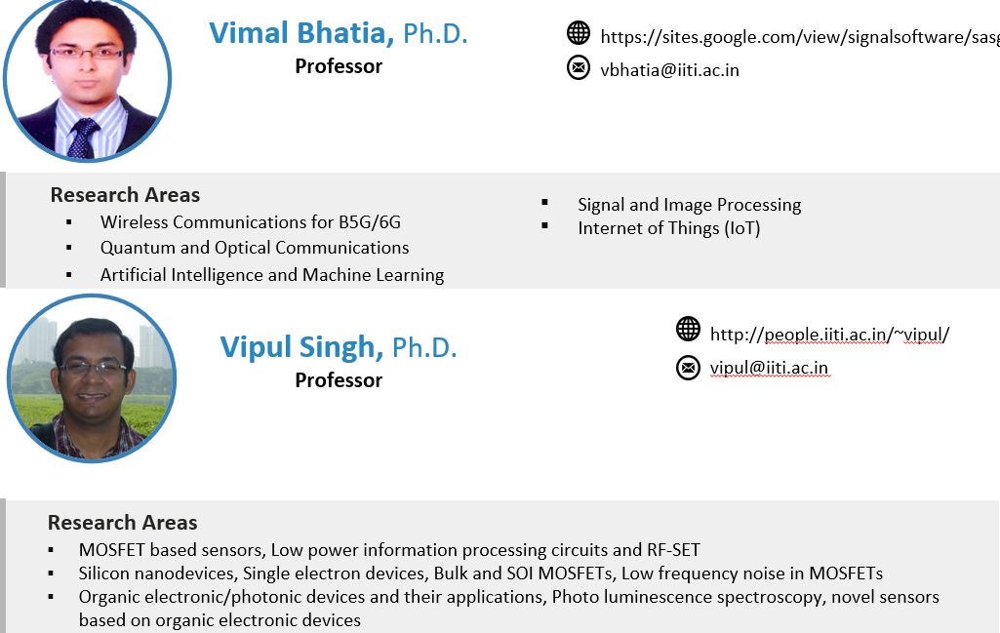 Vimal Bhatia, Ph.D.
Professor
https://sites.google.com/view/signalsoftware/sasg
vbhatia@iiti.ac.in
Research Areas
▪ Wireless Communications for B5G/6G
▪ Quantum and Optical Communications
▪ Artificial Intelligence and Machine Learning
▪ Signal and Image Processing
▪ Internet of Things (IoT)
Vipul Singh, Ph.D.
Professor
http://people.iiti.ac.in/~vipul/
vipul@iiti.ac.in
Research Areas
▪ MOSFET based sensors, Low power information processing circuits and RF-SET
▪ Silicon nanodevices, Single electron devices, Bulk and SOI MOSFETs, Low frequency noise in MOSFETs
▪ Organic electronic/photonic devices and their applications, Photo luminescence spectroscopy, novel sensors
based on organic electronic devices